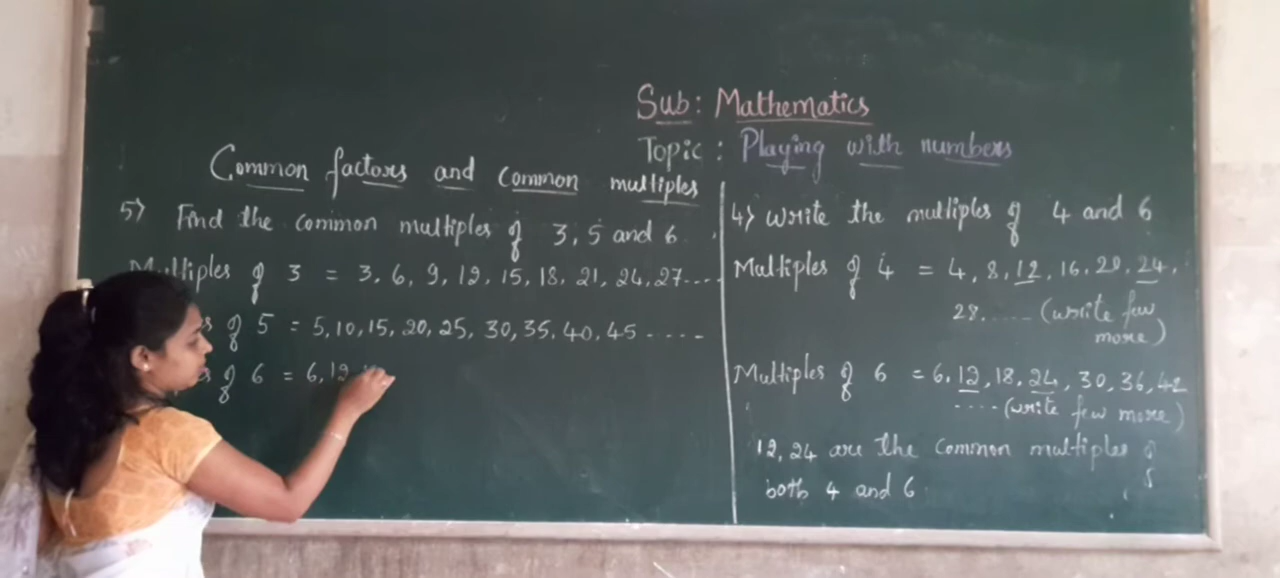 Sub: Mathematics
Topic: Playing with numbers
Common factors and common multiples
5) Find the common multiples of 3, 5 and 6.
Multiples of 3 = 3, 6, 9, 12, 15, 18, 21, 24, 27....
of 5 = 5, 10, 15, 20, 25, 30, 35, 40, 45 ....
of 6 = 6, 12
4) Write the multiples of 4 and 6
Multiples of 4 = 4, 8, 12, 16, 20, 24,
28. ..... (write few
more)
Multiples of 6 = 6, 12, 18, 24, 30, 36, 42
.... (write few more)
12, 24 are the common multiples of
both 4 and 6.